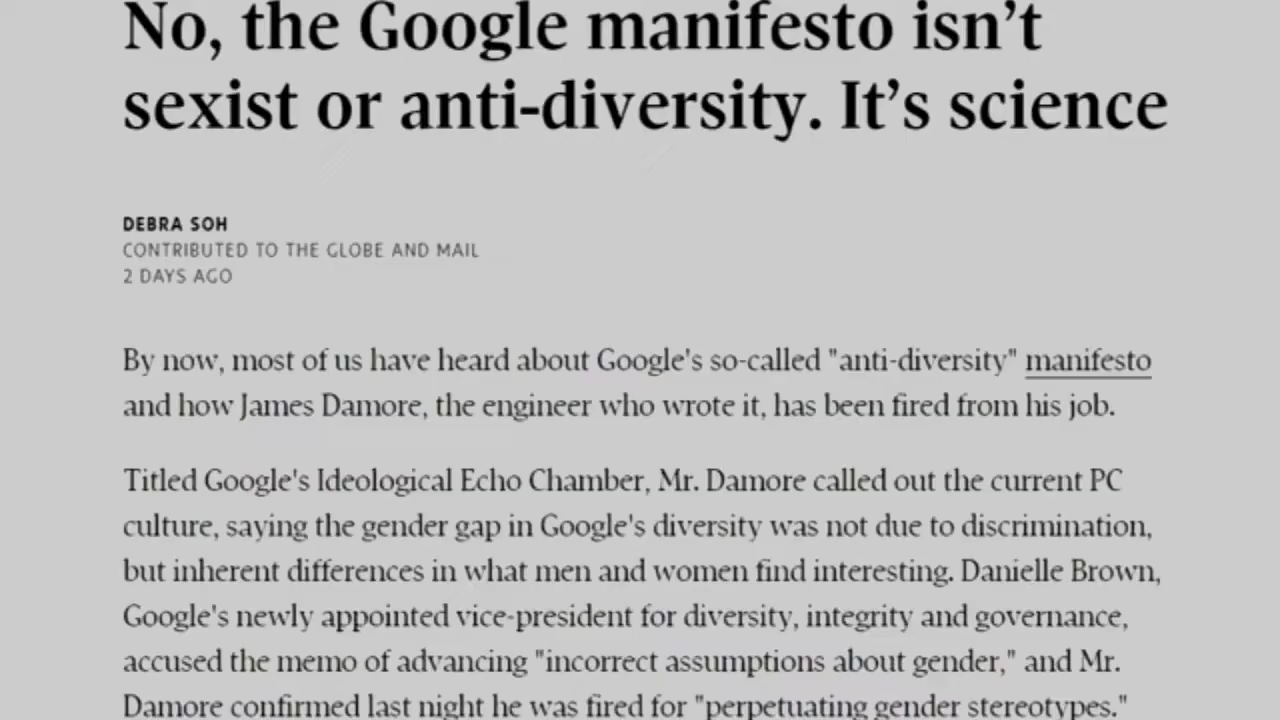 No, the Google manifesto isn’t
sexist or anti-diversity. It’s science
DEBRA SOH
CONTRIBUTED TO THE GLOBE AND MAIL
2 DAYS AGO
By now, most of us have heard about Google's so-called "anti-diversity" manifesto
and how James Damore, the engineer who wrote it, has been fired from his job.
Titled Google's Ideological Echo Chamber, Mr. Damore called out the current PC
culture, saying the gender gap in Google's diversity was not due to discrimination,
but inherent differences in what men and women find interesting. Danielle Brown,
Google's newly appointed vice-president for diversity, integrity and governance,
accused the memo of advancing "incorrect assumptions about gender," and Mr.
Damore confirmed last night he was fired for "perpetuating gender stereotypes."